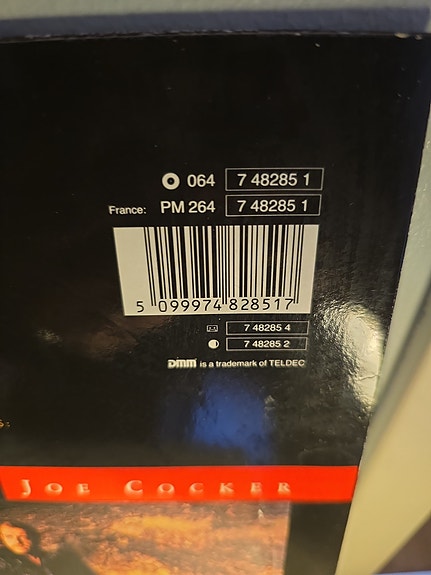 064 7 48285 1
France: PM 264 7 48285 1
5 099974 828517
7 48285 4
7 48285 2
DMM is a trademark of TELDEC
JOE COCKER